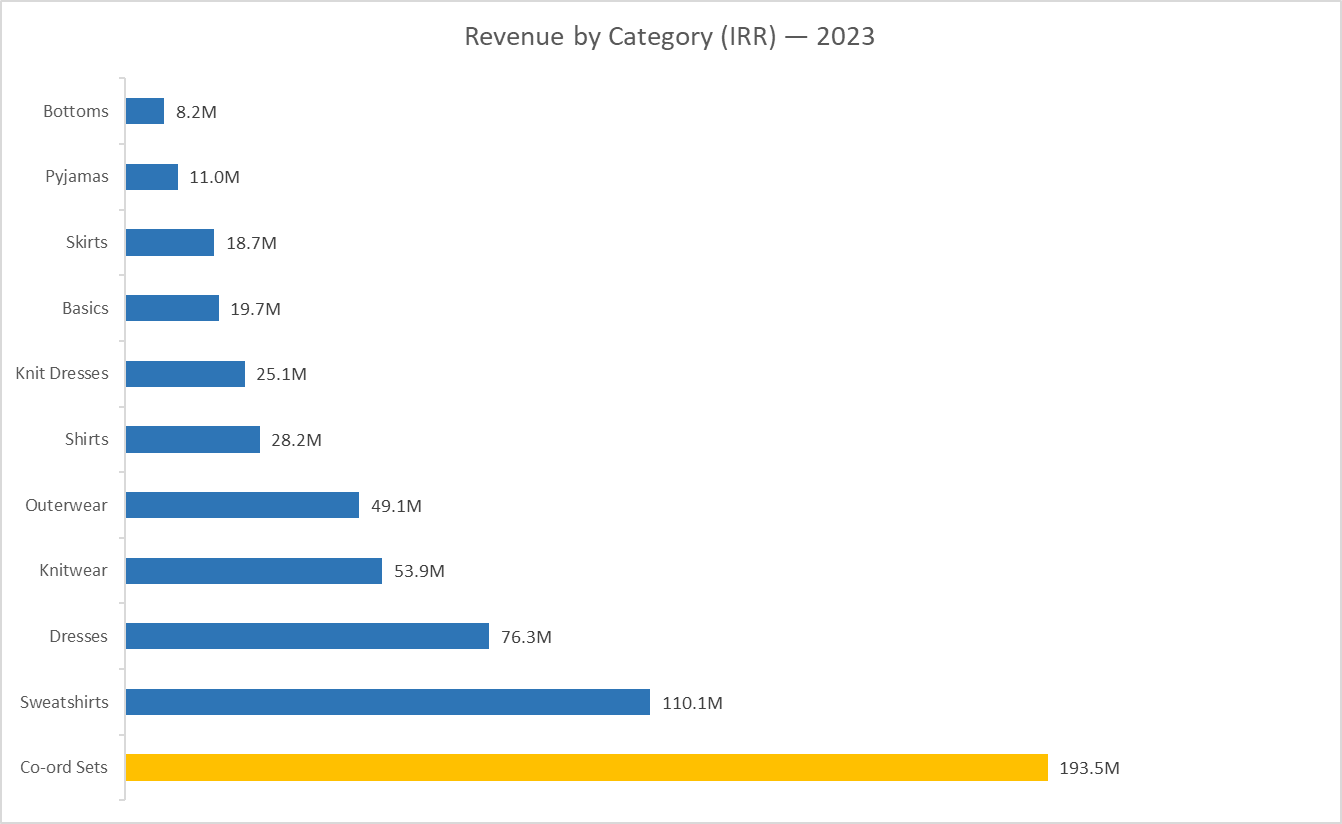 Revenue by Category (IRR) — 2023
Bottoms 8.2M
Pyjamas 11.0M
Skirts 18.7M
Basics 19.7M
Knit Dresses 25.1M
Shirts 28.2M
Outerwear 49.1M
Knitwear 53.9M
Dresses 76.3M
Sweatshirts 110.1M
Co-ord Sets 193.5M